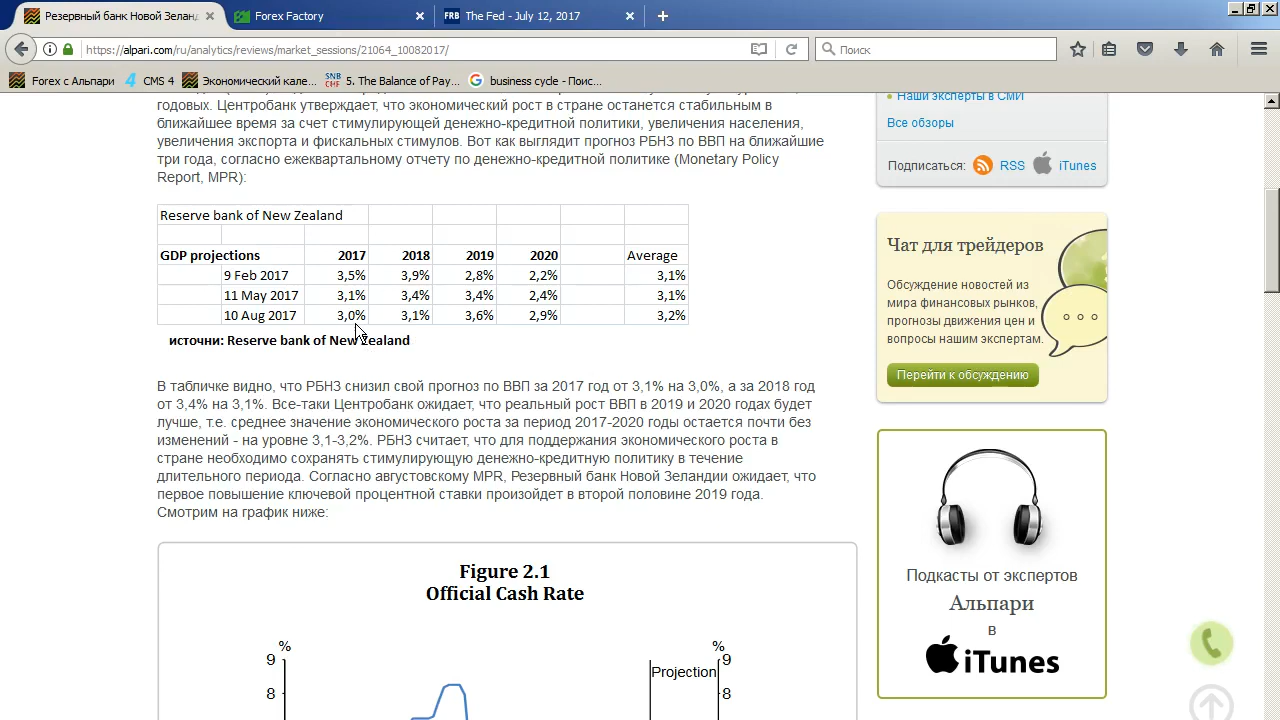 Резервный банк Новой Зеланд
Forex Factory
The Fed - July 12, 2017
https://alpari.com/ru/analytics/reviews/market_sessions/21064_10082017/
Поиск
Forex с Альпари
CMS 4
Экономический кале...
5. The Balance of Pay...
business cycle - Поис...
годовых. Центробанк утверждает, что экономический рост в стране останется стабильным в
ближайшее время за счет стимулирующей денежно-кредитной политики, увеличения населения,
увеличения экспорта и фискальных стимулов. Вот как выглядит прогноз РБНЗ по ВВП на ближайшие
три года, согласно ежеквартальному отчету по денежно-кредитной политике (Monetary Policy
Report, MPR):
Reserve bank of New Zealand
GDP projections 2017 2018 2019 2020 Average
9 Feb 2017 3,5% 3,9% 2,8% 2,2% 3,1%
11 May 2017 3,1% 3,4% 3,4% 2,4% 3,1%
10 Aug 2017 3,0% 3,1% 3,6% 2,9% 3,2%
источни: Reserve bank of New Zealand
В табличке видно, что РБНЗ снизил свой прогноз по ВВП за 2017 год от 3,1% на 3,0%, а за 2018 год
от 3,4% на 3,1%. Все-таки Центробанк ожидает, что реальный рост ВВП в 2019 и 2020 годах будет
лучше, т.е. среднее значение экономического роста за период 2017-2020 годы остается почти без
изменений - на уровне 3,1-3,2%. РБНЗ считает, что для поддержания экономического роста в
стране необходимо сохранять стимулирующую денежно-кредитную политику в течение
длительного периода. Согласно августовскому MPR, Резервный банк Новой Зеландии ожидает, что
первое повышение ключевой процентной ставки произойдет в второй половине 2019 года.
Смотрим на график ниже:
Figure 2.1
Official Cash Rate
% %
9 9
Projection
8 8
Наши эксперты в СМИ
Все обзоры
Подписаться: RSS iTunes
Чат для трейдеров
Обсуждение новостей из
мира финансовых рынков,
прогнозы движения цен и
вопросы нашим экспертам.
Перейти к обсуждению
Подкасты от экспертов
Альпари
в
iTunes